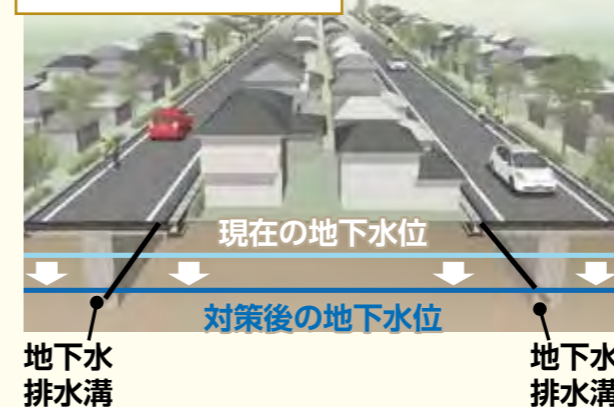 現在の地下水位
対策後の地下水位
地下水
排水溝
地下水
排水溝